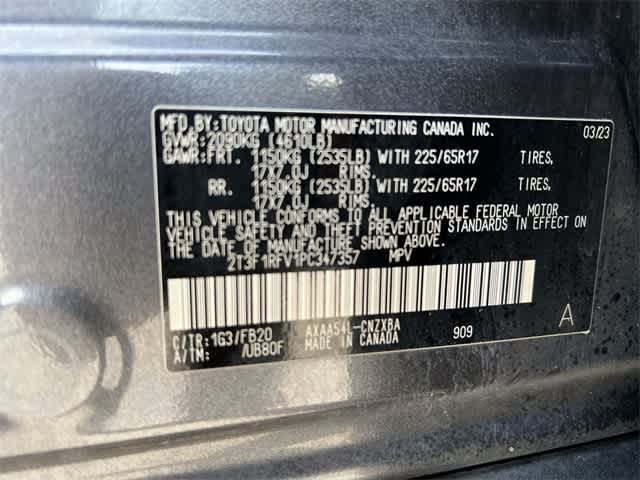 MFD.BY:TOYOTA MOTOR MANUFACTURING CANADA INC. 03/23
GVWR:2090KG (4610LB)
GAWR:FRT. 1150KG (2535LB) WITH 225/65R17 TIRES,
17X7.0J RIMS.
RR. 1150KG (2535LB) WITH 225/65R17 TIRES,
17X7.0J RIMS.
THIS VEHICLE CONFORMS TO ALL APPLICABLE FEDERAL MOTOR
VEHICLE SAFETY AND THEFT PREVENTION STANDARDS IN EFFECT ON
THE DATE OF MANUFACTURE SHOWN ABOVE.
2T3F1RFV1PC347357 MPV
C/TR:1G3/FB20 AXAA54L-CNZXBA A
A/TM: /UB80F MADE IN CANADA 909